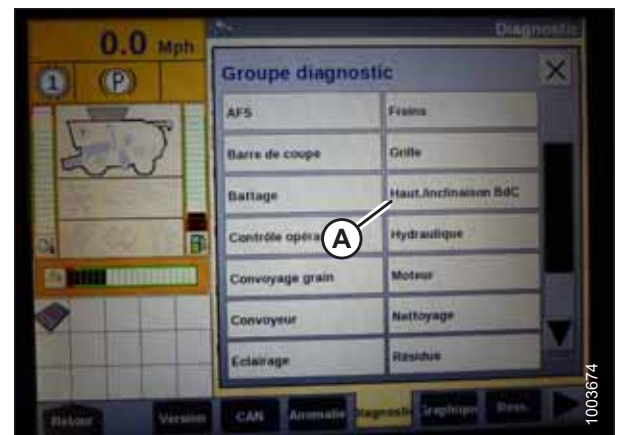 0.0 Mph
Diagnostic
1 (P)
Groupe diagnostic
AFS
Freins
Barre de coupe
Grille
Battage
Haut./inclinaison BdC
Contrôle opéra
A
Hydraulique
Convoyage grain
Moteur
Convoyeur
Nettoyage
Eclairage
Résidus
Retour
Version
CAN
Anomalie
Diagnostic
Graphique
Ress.
1003674